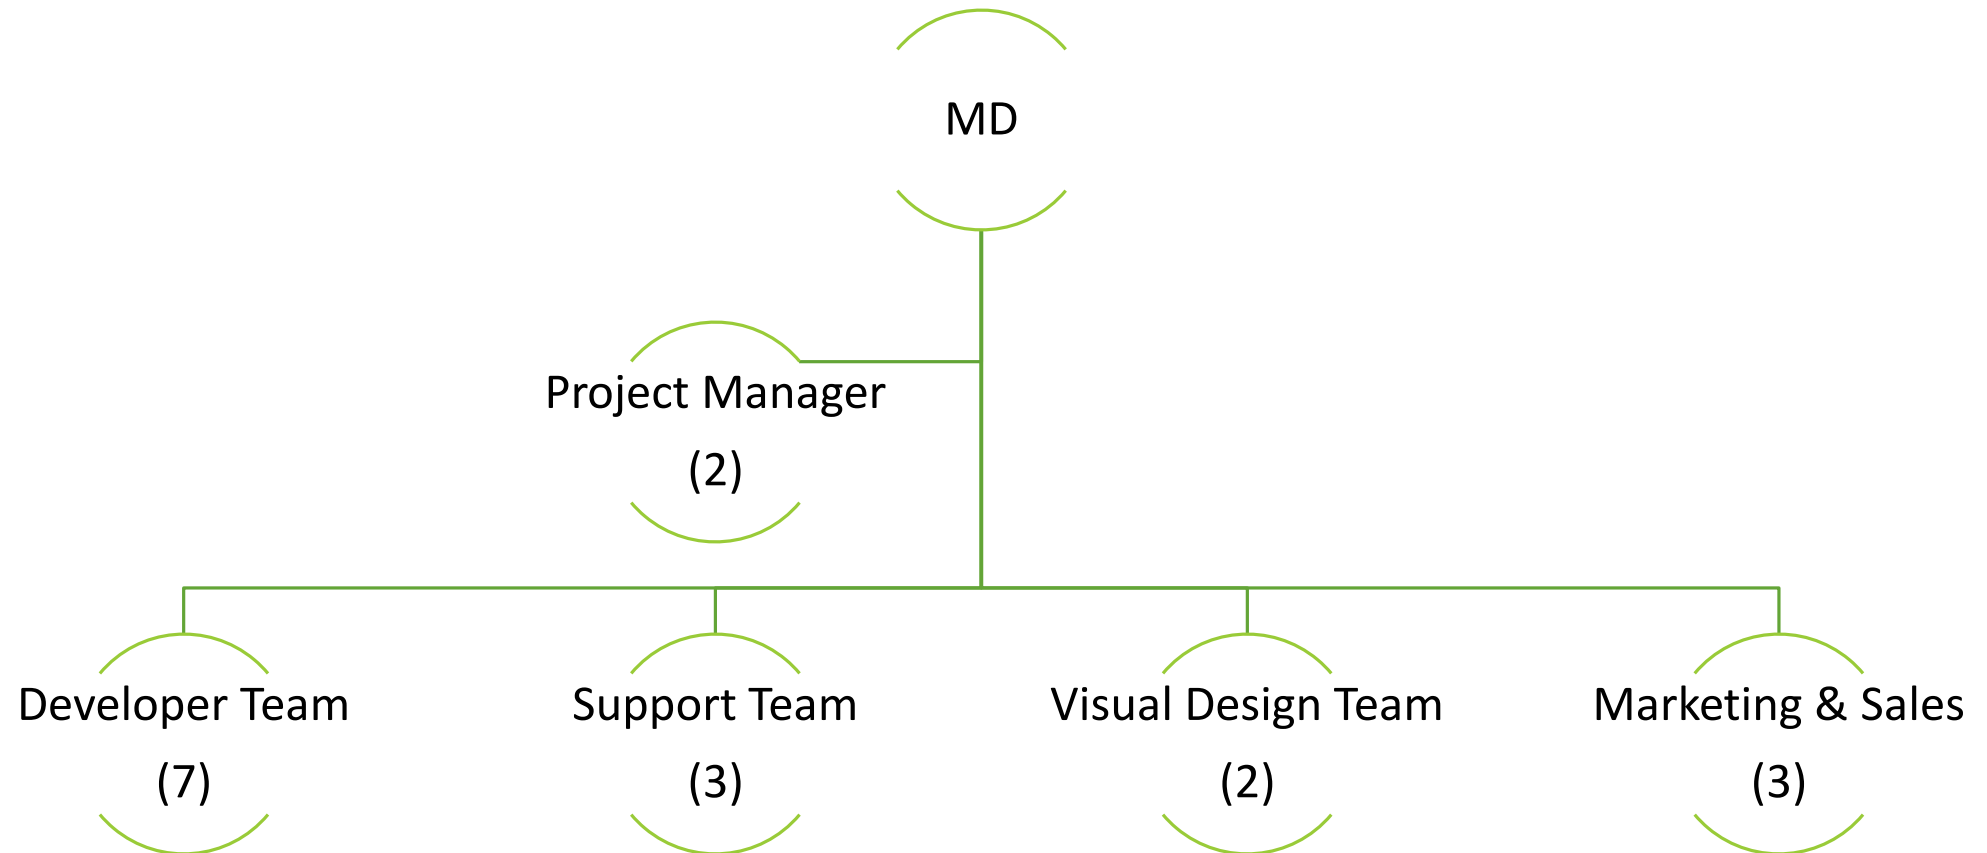 MD
Project Manager
(2)
Developer Team
(7)
Support Team
(3)
Visual Design Team
(2)
Marketing & Sales
(3)